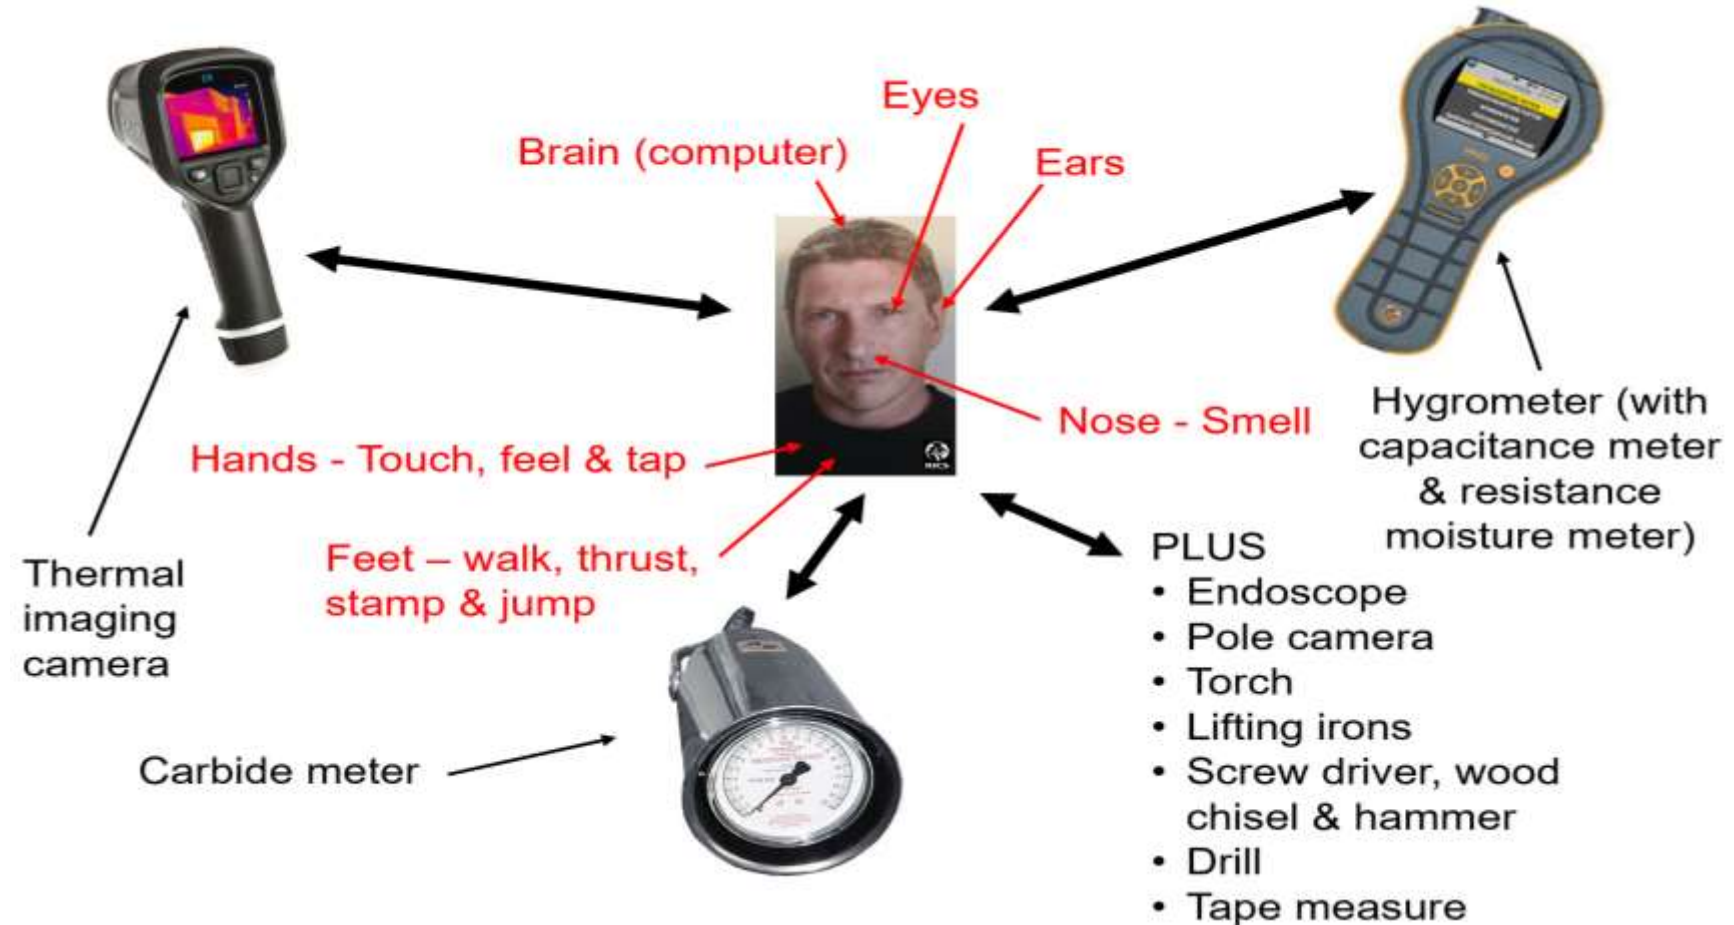 Eyes
Brain (computer)
Ears
Nose - Smell
Hands - Touch, feel & tap
Feet – walk, thrust,
stamp & jump
RICS
Thermal
imaging
camera
Hygrometer (with
capacitance meter
& resistance
moisture meter)
Carbide meter
PLUS
• Endoscope
• Pole camera
• Torch
• Lifting irons
• Screw driver, wood
chisel & hammer
• Drill
• Tape measure